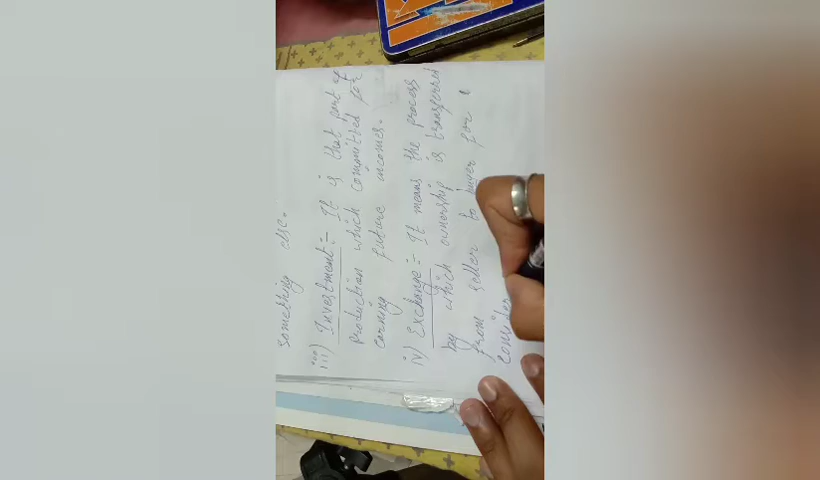 something else.
iii) Investment:- It is that part of
production which committed for
earning future incomes.
iv) Exchange:- It means the process
by which ownership is transferred
from seller to buyer for
consider